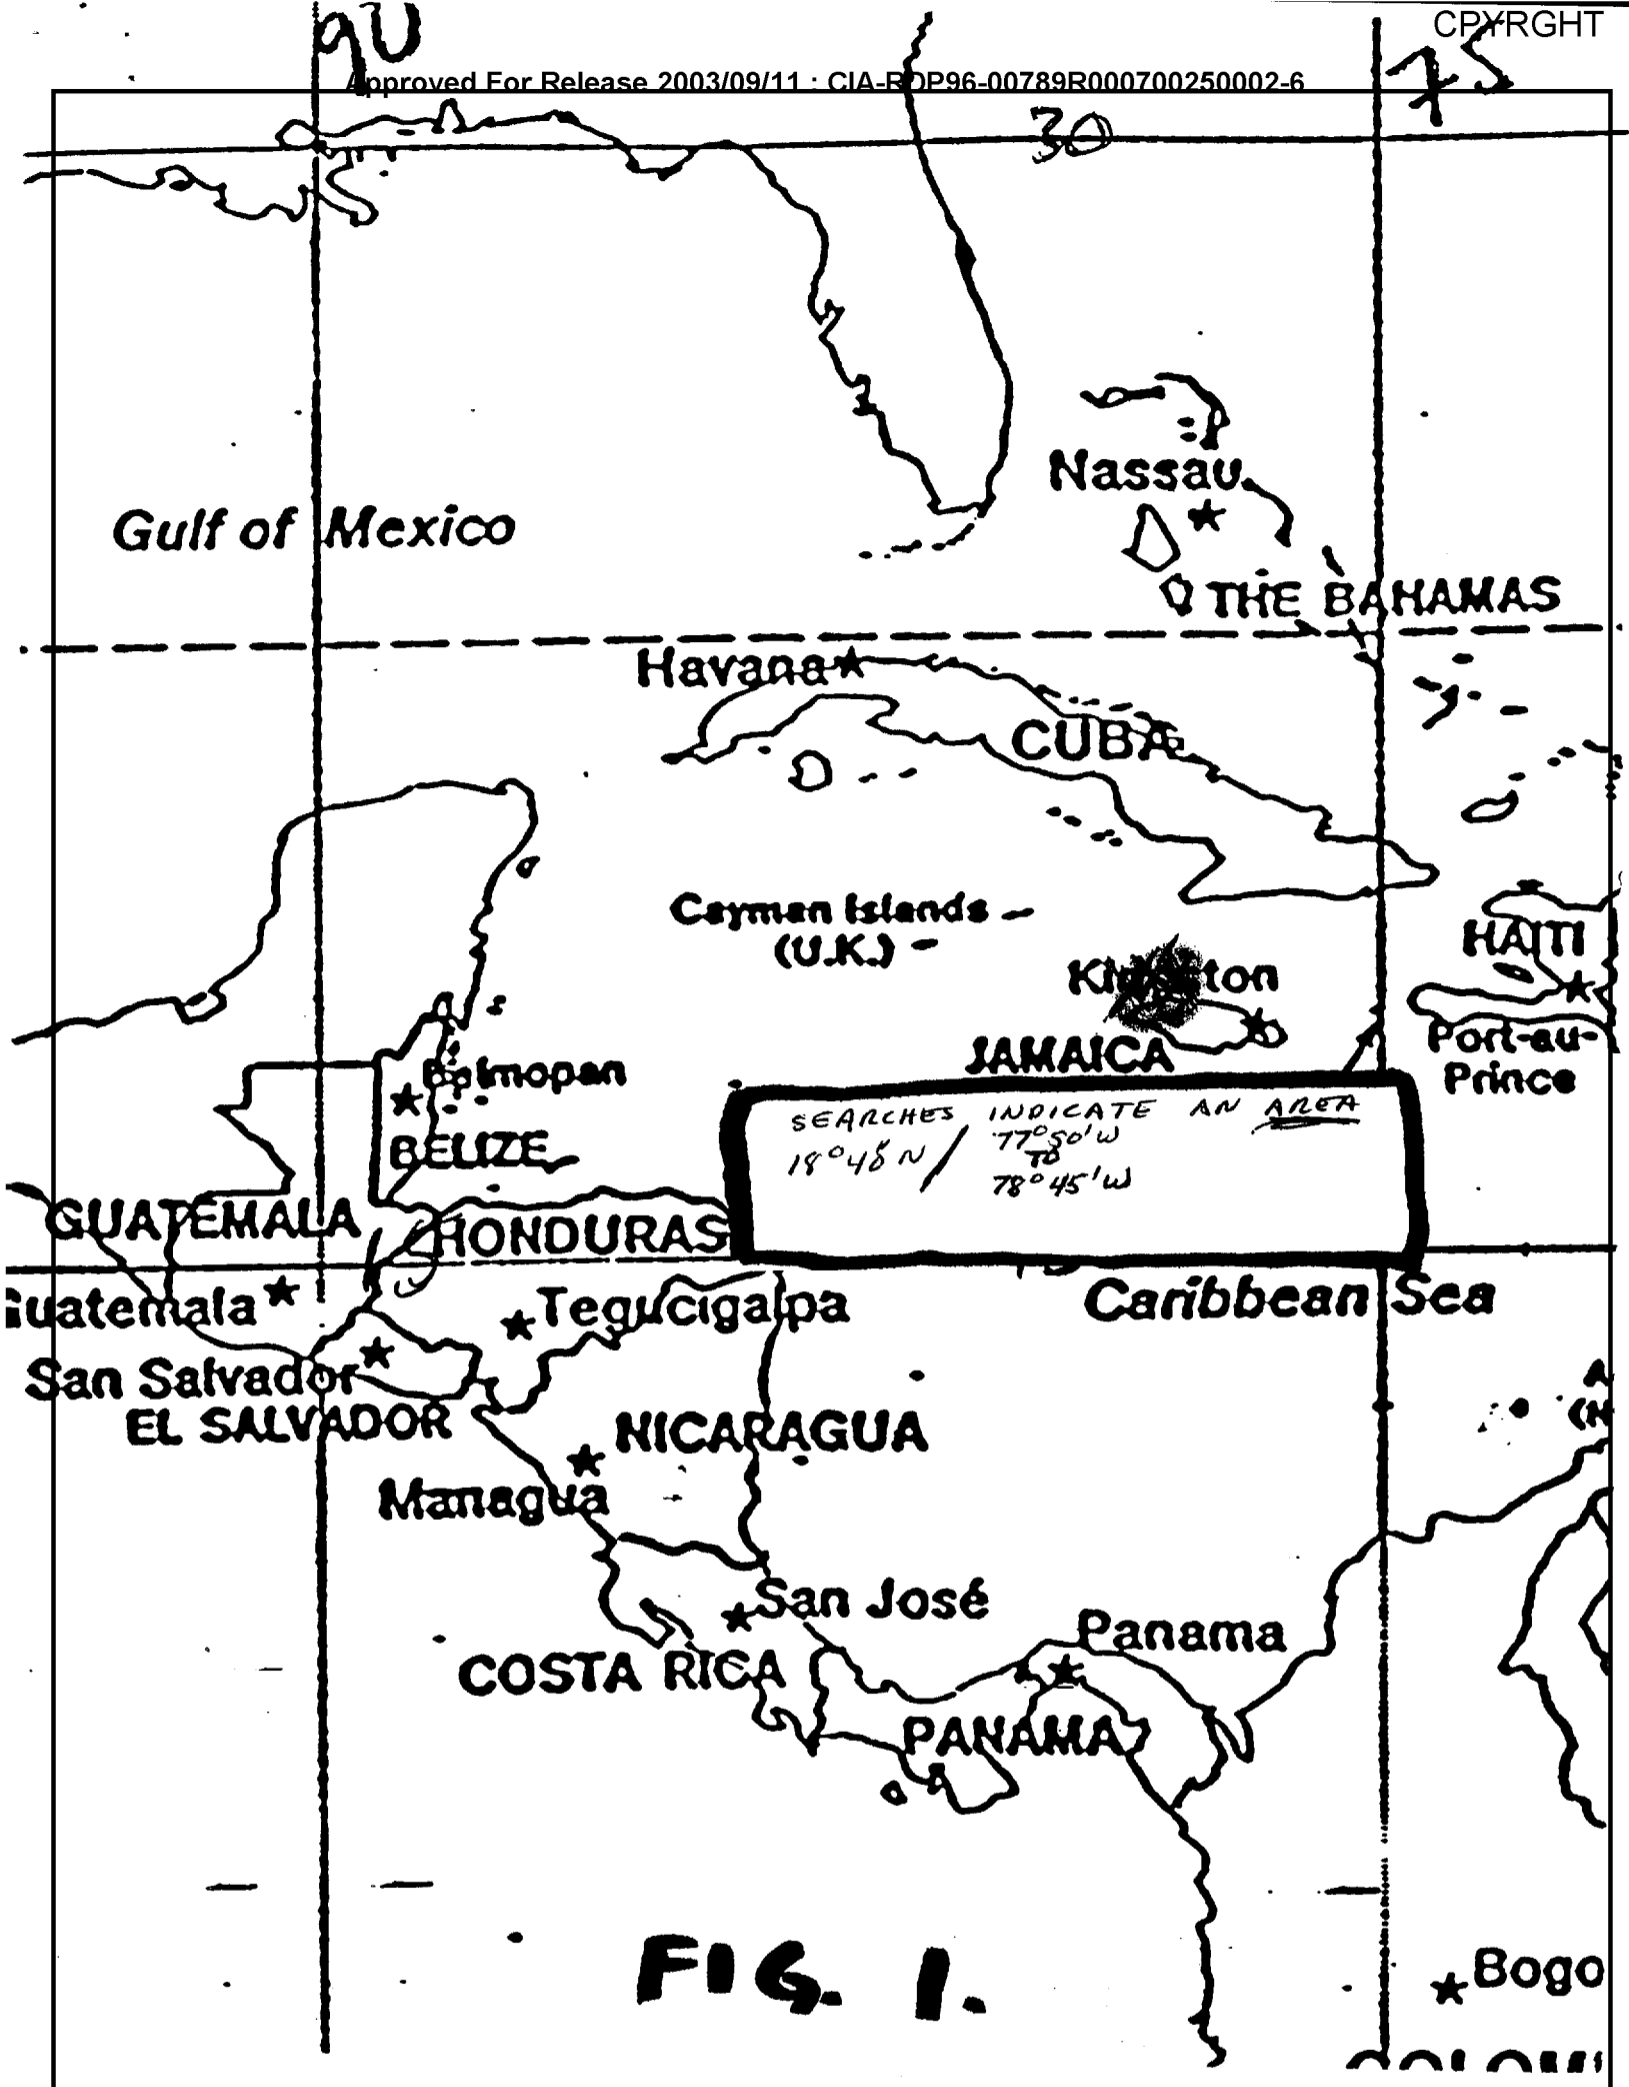 CPYRGHT
90
75
Approved For Release 2003/09/11 : CIA-RDP96-00789R000700250002-6
30
Nassau
Gulf of Mexico
THE BAHAMAS
Havana
CUBA
Cayman Islands
(U.K.)
HAITI
Kingston
Port-au-
Prince
JAMAICA
Belmopan
SEARCHES INDICATE AN AREA
77°50'W
18°48'N / TO
78°45'W
BELIZE
GUATEMALA
HONDURAS
Guatemala
Tegucigalpa
Caribbean Sea
San Salvador
EL SALVADOR
NICARAGUA
Managua
San José
Panama
COSTA RICA
PANAMA
FIG. 1.
Bogo